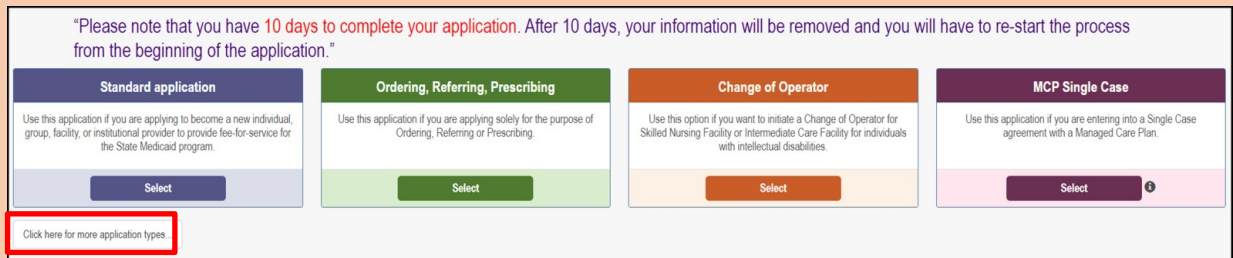 “Please note that you have 10 days to complete your application. After 10 days, your information will be removed and you will have to re-start the process
from the beginning of the application.”
Standard application
Use this application if you are applying to become a new individual,
group, facility, or institutional provider to provide fee-for-service for
the State Medicaid program.
Select
Ordering, Referring, Prescribing
Use this application if you are applying solely for the purpose of
Ordering, Referring or Prescribing.
Select
Change of Operator
Use this option if you want to initiate a Change of Operator for
Skilled Nursing Facility or Intermediate Care Facility for individuals
with intellectual disabilities.
Select
MCP Single Case
Use this application if you are entering into a Single Case
agreement with a Managed Care Plan.
Select
Click here for more application types...